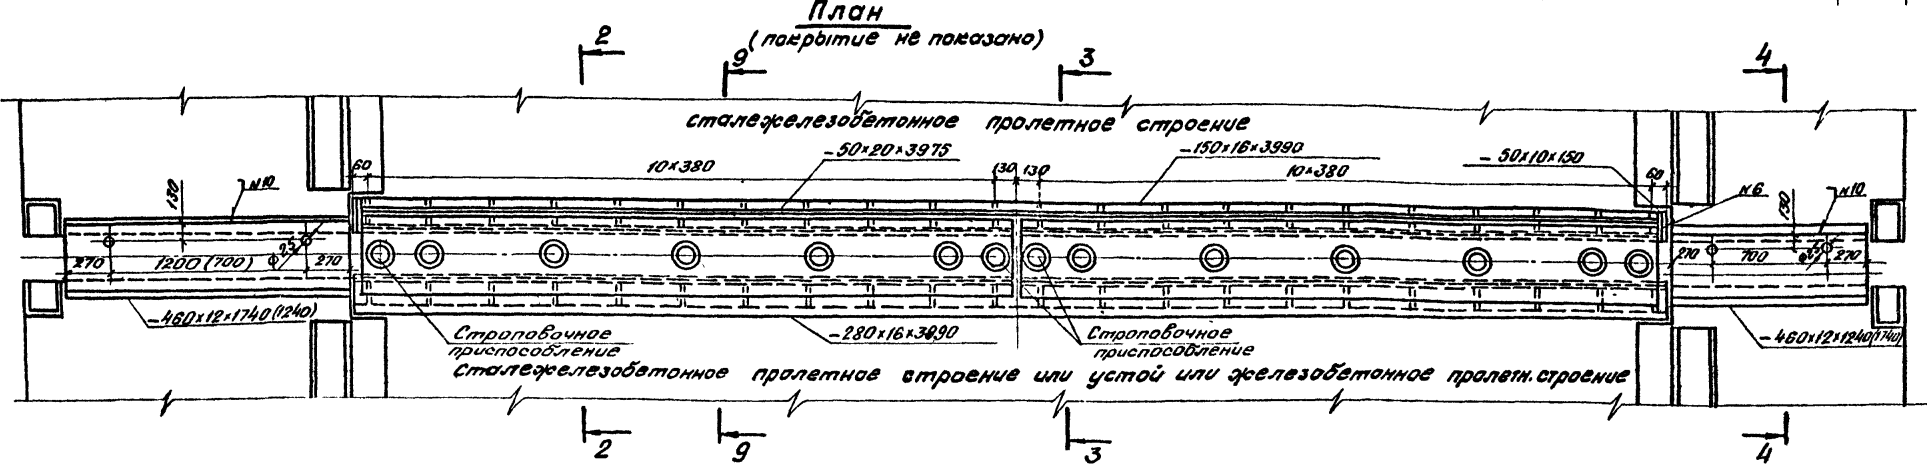 План
(покрытие не показано)
2
9
3
4
сталежелезобетонное пролетное строение
-50×20×3975
-150×16×3990
-50×10×150
60
10×380
130
130
10×380
60
N10
130
N6
N10
130
270
1200(700)
ϕ25
270
270
700
ϕ25
270
-460×12×1740(1240)
Строповочное
приспособление
-280×16×3990
Строповочное
приспособление
-460×12×1240(1740)
Сталежелезобетонное пролетное строение или устой или железобетонное пролетн. строение
2
9
3
4